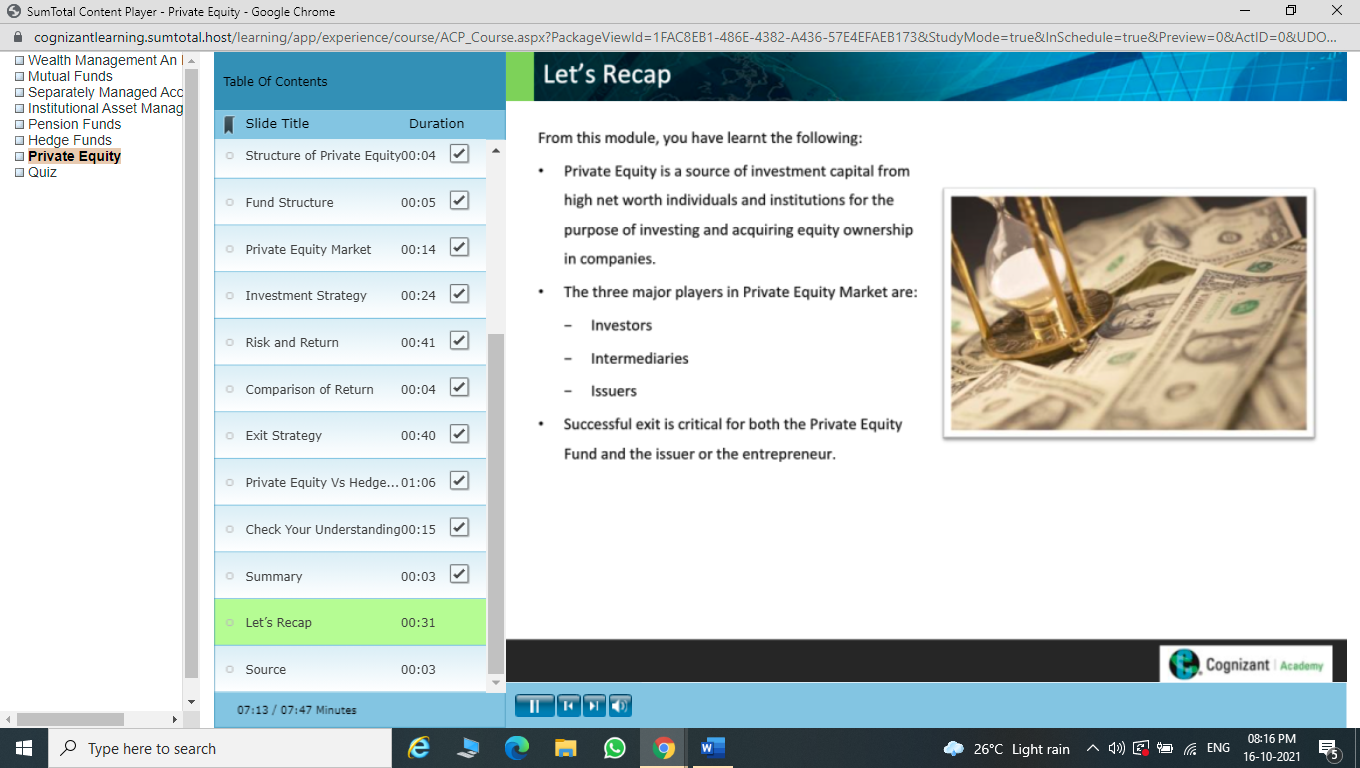 SumTotal Content Player - Private Equity - Google Chrome
cognizantlearning.sumtotal.host/learning/app/experience/course/ACP_Course.aspx?PackageViewId=1FAC8EB1-486E-4382-A436-57E4EFAEB173&StudyMode=true&InSchedule=true&Preview=0&ActID=0&UDO...
Wealth Management An I
Mutual Funds
Separately Managed Acc
Institutional Asset Manag
Pension Funds
Hedge Funds
Private Equity
Quiz
Table Of Contents
Slide Title Duration
Structure of Private Equity 00:04
Fund Structure 00:05
Private Equity Market 00:14
Investment Strategy 00:24
Risk and Return 00:41
Comparison of Return 00:04
Exit Strategy 00:40
Private Equity Vs Hedge... 01:06
Check Your Understanding 00:15
Summary 00:03
Let's Recap 00:31
Source 00:03
07:13 / 07:47 Minutes
Let's Recap
From this module, you have learnt the following:
• Private Equity is a source of investment capital from
high net worth individuals and institutions for the
purpose of investing and acquiring equity ownership
in companies.
• The three major players in Private Equity Market are:
– Investors
– Intermediaries
– Issuers
• Successful exit is critical for both the Private Equity
Fund and the issuer or the entrepreneur.
Cognizant | Academy
Type here to search
26°C Light rain
ENG
08:16 PM
16-10-2021
5